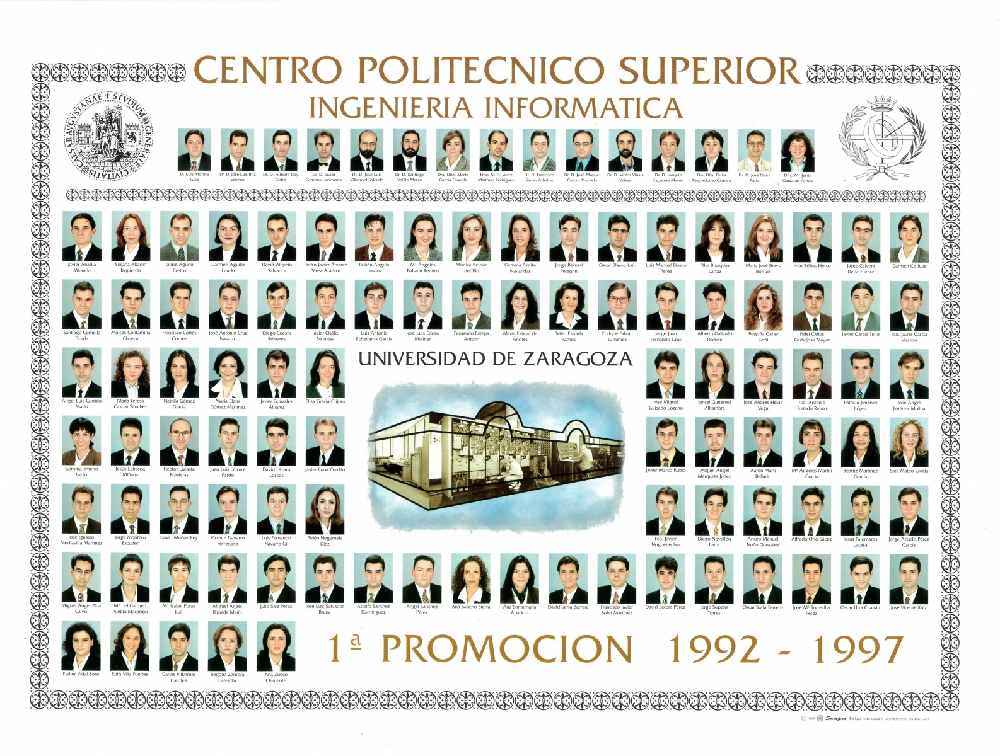 CENTRO POLITECNICO SUPERIOR
INGENIERIA INFORMATICA
CAESARAVGVSTANAE ✝ STVDIVM GENERALE CIVITATIS
D. Luis Monge
Güiz
Dr. D. José Luis Briz
Velasco
Dr. D. Alfredo Roy
Golet
Dr. D. Javier
Campos Laclaustra
Dr. D. José Luis
Villarroel Salcedo
Dr. D. Santiago
Velilla Marco
Dra. Dña. Marta
García Esnaola
Ilmo. Sr. D. Javier
Martínez Rodríguez
Dr. D. Francisco
Serón Arbeloa
Dr. D. José Manuel
Colom Piazuelo
Dr. D. Víctor Viñals
Yúfera
Dr. D. Joaquín
Ezpeleta Mateo
Dra. Dña. Elvira
Mayordomo Cámara
Dr. D. José Neira
Parra
Dña. Mª Jesús
Garzarán Arnau
Javier Abadía
Miranda
Susana Abadín
Izquierdo
Jaime Agudo
Bretos
Carmen Aguilar
Laudo
David Alayeto
Salvador
Pedro Javier Álvarez
Pérez-Aradros
Rubén Angulo
Loscos
Mª Ángeles
Ballarín Remiro
Mónica Beltrán
del Río
Gemma Benito
Navaridas
Jorge Bernad
Pelegrín
Oscar Blasco Laín
Luis Manuel Blasco
Pérez
Pilar Blázquez
Larraz
María José Bravo
Borruel
Iván Briñas Herce
Jorge Calvera
De la Fuente
Carmen Có Ruiz
Santiago Comella
Dorda
Moisés Contamina
Chueca
Francisco Cortés
Gómez
José Antonio Cruz
Navarro
Diego Cuesta
Reinares
Javier Chóliz
Muniesa
Luis Antonio
Echevarría García
José Luis Edeso
Moliner
Fernando Estepa
Antolín
Marta Esteva de
Andrés
Belén Estrada
Ramos
Enrique Fabián
Giménez
Jorge Juan
Fernando Gros
Alberto Gallardo
Doñate
Begoña Garay
Goñi
Fidel Carlos
Garbajosa Mayor
Javier García Trillo
Fco. Javier García
Viartola
UNIVERSIDAD DE ZARAGOZA
Ángel Luis Garrido
Marín
María Teresa
Gaspar Sánchez
Natalia Gómez
Gracia
María Elena
Gómez Martínez
Javier González
Álvarez
Elisa Gracia Grijota
José Miguel
Guisado Lozano
Juncal Gutiérrez
Alhambra
José Andrés Hevia
Vega
Fco. Antonio
Hurtado Rebolo
Patricio Jiménez
López
José Ángel
Jiménez Molina
Gemma Jimeno
Pablo
Jesús Laborda
Miñana
Hector Lacasta
Borderas
Juan Luis Latorre
Pardo
David Lázaro
Loscos
Javier Luna Cerdán
Javier Marco Rubio
Miguel Ángel
Marqueta Júdez
Aarón Martí
Ballarín
Mª Ángeles Martín
Gracia
Beatriz Martínez
García
Sara Mateo Gracia
José Ignacio
Mediavilla Martínez
Jorge Montero
Escuder
David Muñoz Rey
Vicente Navarro
Ferreruela
Luis Fernando
Navarro Gil
Belén Negeruela
Díez
Fco. Javier
Nogueras Iso
Diego Novellón
Latre
Arturo Manuel
Nuño González
Alfredo Orío Sáenz
Jesús Palomares
Lacasa
Jorge Acisclo Pérez
García
Miguel Ángel Pina
Calvo
Mª del Carmen
Puebla Macarrón
Mª Isabel Puras
Buil
Miguel Ángel
Ripalda Marín
Julio Saíz Pérez
José Luis Salvador
Bruna
Adolfo Sánchez
Domínguez
Ángel Sánchez
Pérez
Ana Sancho Sierra
Ana Santamaría
Aparicio
David Serra Barrera
Francisco Javier
Soler Martínez
David Solera Pérez
Jorge Sopena
Torres
Oscar Soria Ferrero
José Mª Torrecilla
Pérez
Oscar Urra Cuairán
José Vicente Ruiz
Esther Vidal Soro
Ruth Villa Fuertes
Carlos Villarreal
Fuentes
Begoña Zamora
Catevilla
Ana Zueco
Clemente
1ª PROMOCION 1992 - 1997
©1997 Samper Orlas c/Estación 5 tel.976392598 ZARAGOZA